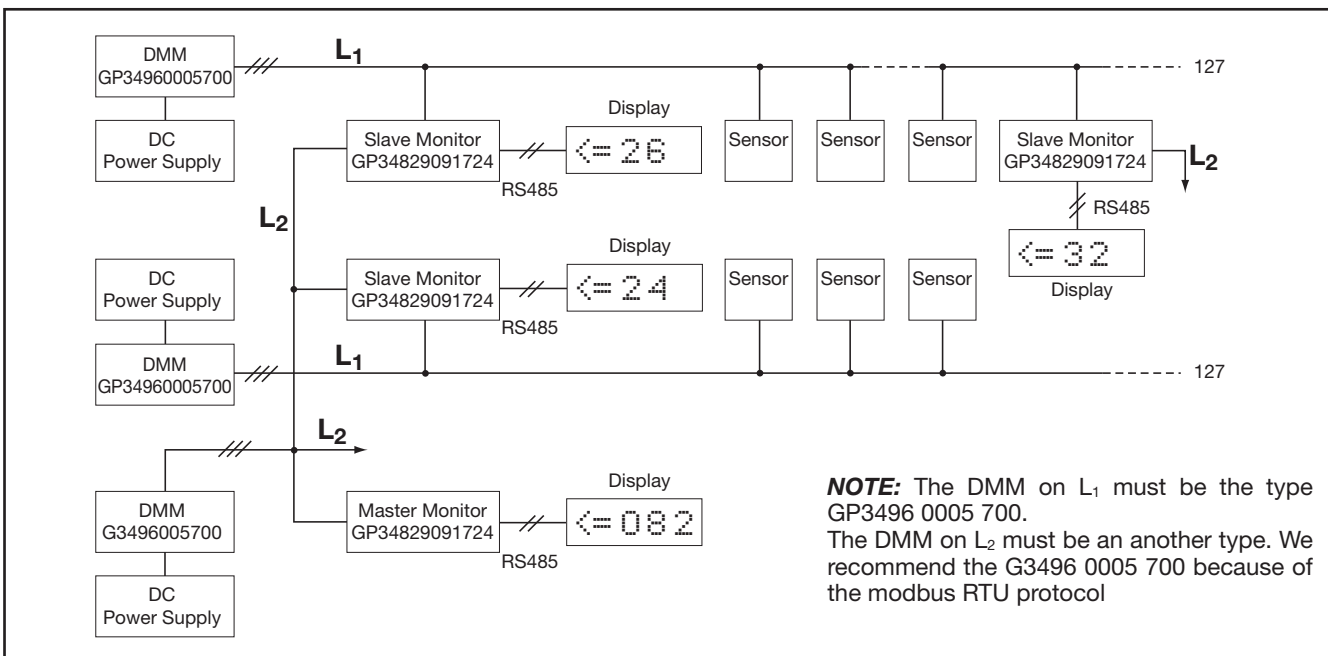 DMM
GP34960005700
L1
127
DC
Power Supply
Slave Monitor
GP34829091724
RS485
Display
<=26
Sensor
Sensor
Sensor
Slave Monitor
GP34829091724
L2
RS485
<=32
Display
L2
DC
Power Supply
Slave Monitor
GP34829091724
RS485
Display
<=24
Sensor
Sensor
Sensor
DMM
GP34960005700
L1
127
L2
DMM
G3496005700
DC
Power Supply
Master Monitor
GP34829091724
RS485
Display
<=082
NOTE: The DMM on L1 must be the type
GP3496 0005 700.
The DMM on L2 must be an another type. We
recommend the G3496 0005 700 because of
the modbus RTU protocol